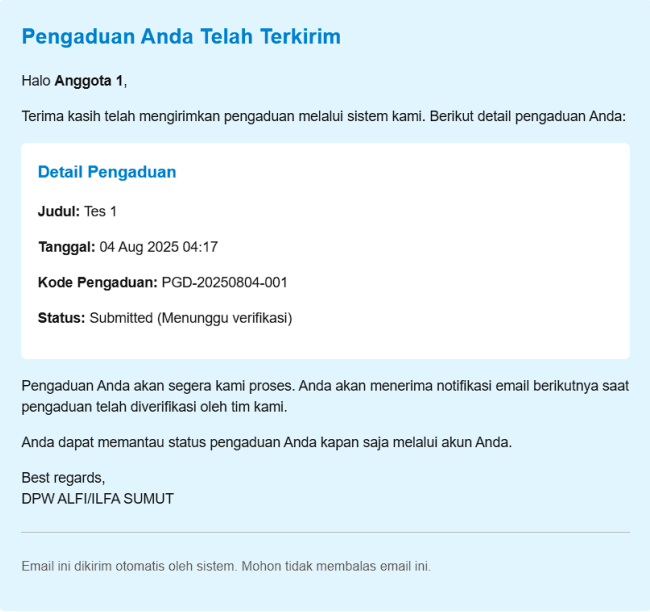 Pengaduan Anda Telah Terkirim
Halo Anggota 1,
Terima kasih telah mengirimkan pengaduan melalui sistem kami. Berikut detail pengaduan Anda:
Detail Pengaduan
Judul: Tes 1
Tanggal: 04 Aug 2025 04:17
Kode Pengaduan: PGD-20250804-001
Status: Submitted (Menunggu verifikasi)
Pengaduan Anda akan segera kami proses. Anda akan menerima notifikasi email berikutnya saat
pengaduan telah diverifikasi oleh tim kami.
Anda dapat memantau status pengaduan Anda kapan saja melalui akun Anda.
Best regards,
DPW ALFI/ILFA SUMUT
Email ini dikirim otomatis oleh sistem. Mohon tidak membalas email ini.